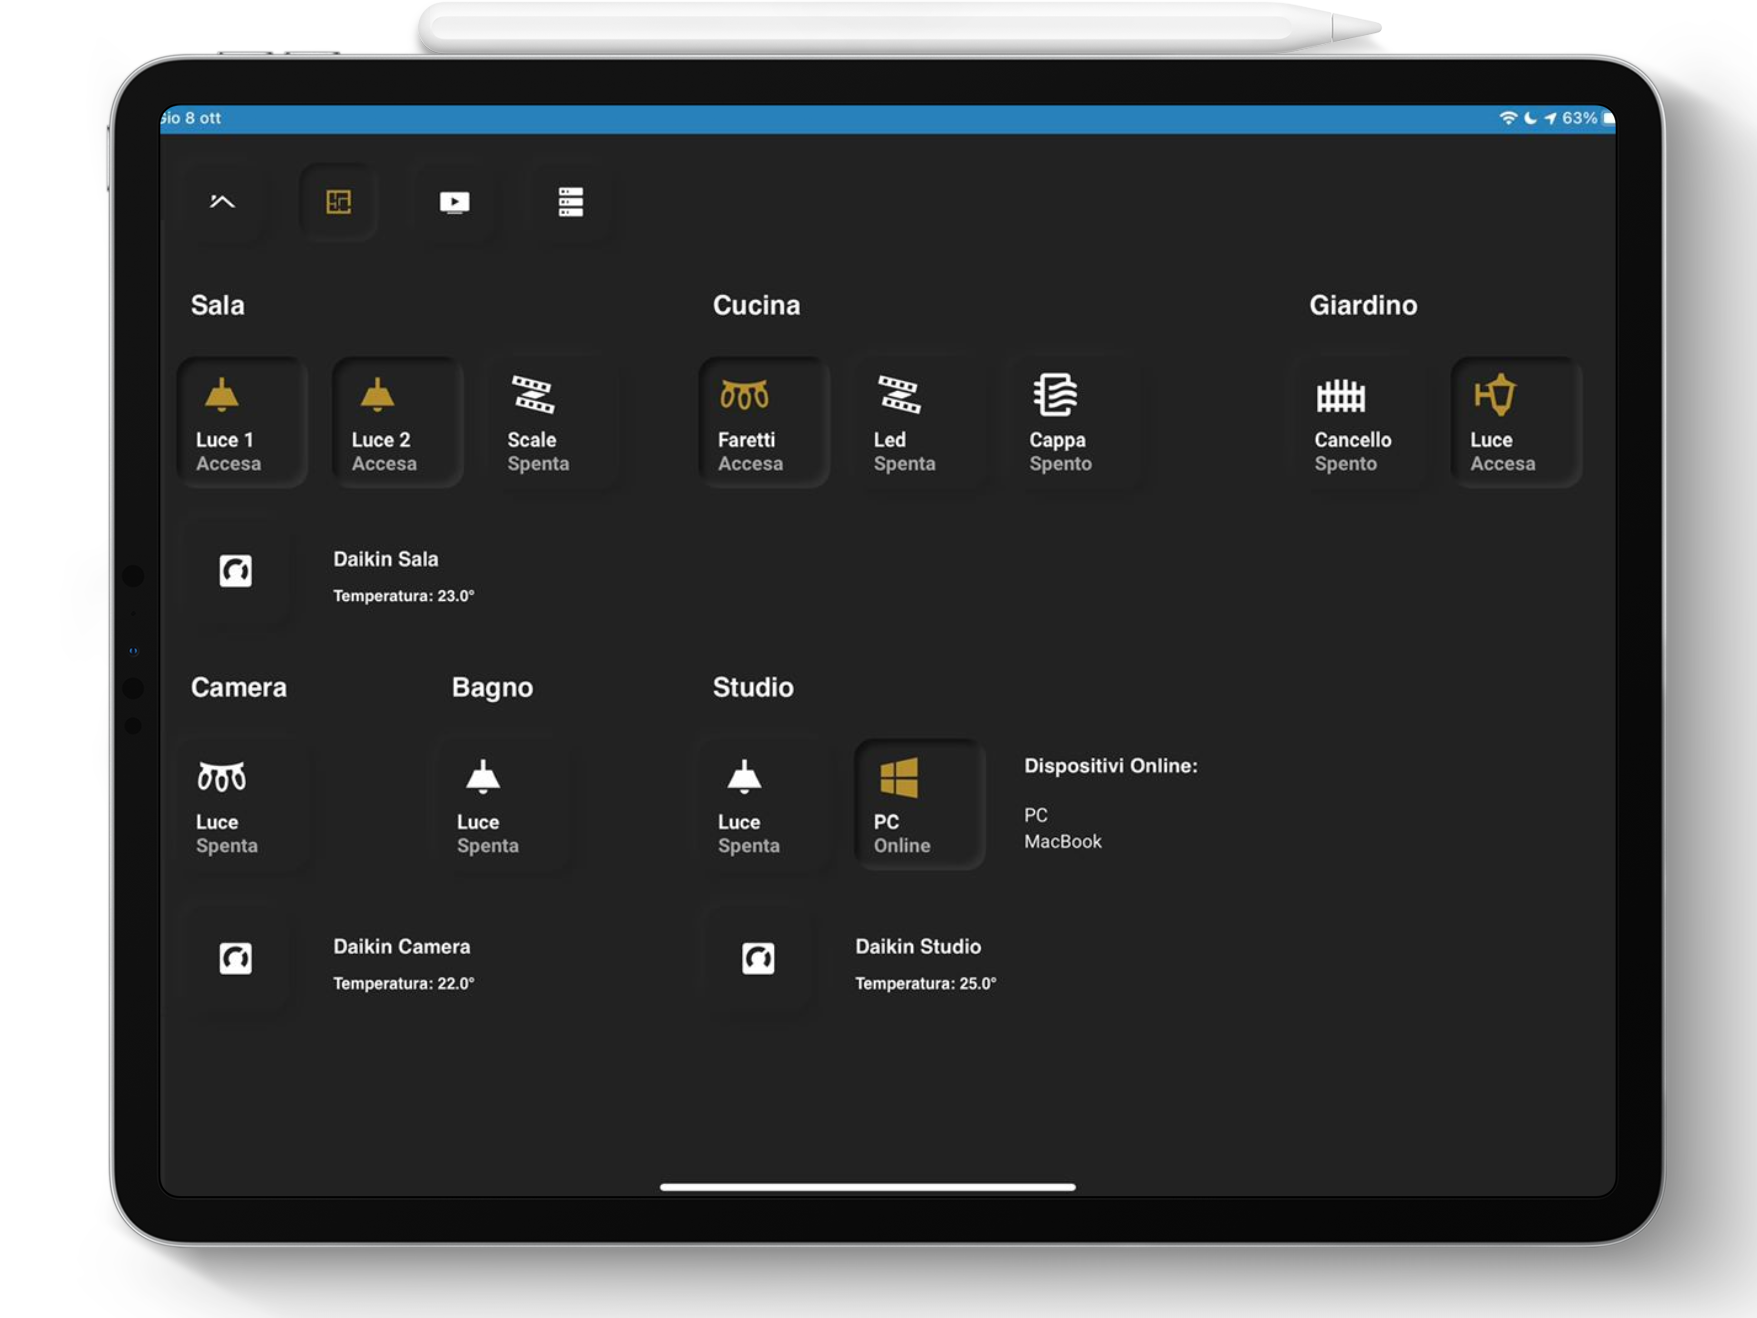 Gio 8 ott
63%
Sala
Cucina
Giardino
Luce 1
Accesa
Luce 2
Accesa
Scale
Spenta
Faretti
Accesa
Led
Spenta
Cappa
Spento
Cancello
Spento
Luce
Accesa
Daikin Sala
Temperatura: 23.0°
Camera
Bagno
Studio
Luce
Spenta
Luce
Spenta
Luce
Spenta
PC
Online
Dispositivi Online:
PC
MacBook
Daikin Camera
Temperatura: 22.0°
Daikin Studio
Temperatura: 25.0°